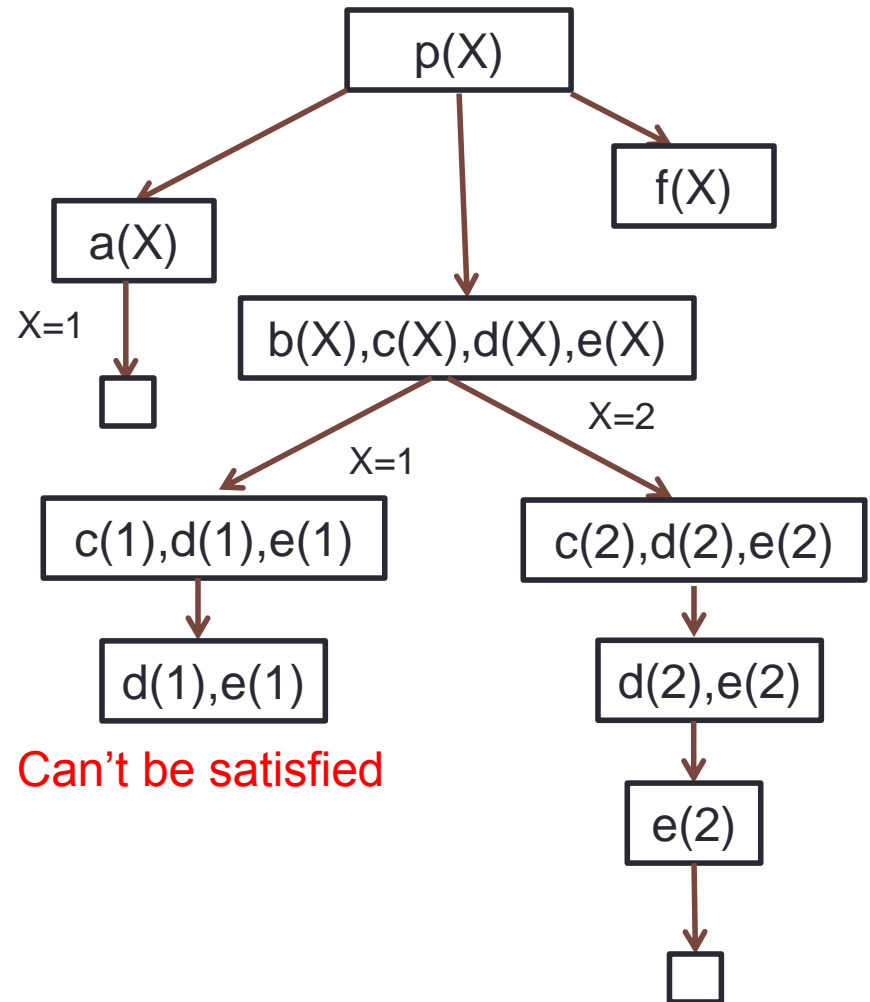 p(X)
f(X)
a(X)
X=1
b(X),c(X),d(X),e(X)
X=2
X=1
c(1),d(1),e(1)
c(2),d(2),e(2)
d(1),e(1)
d(2),e(2)
Can’t be satisfied
e(2)